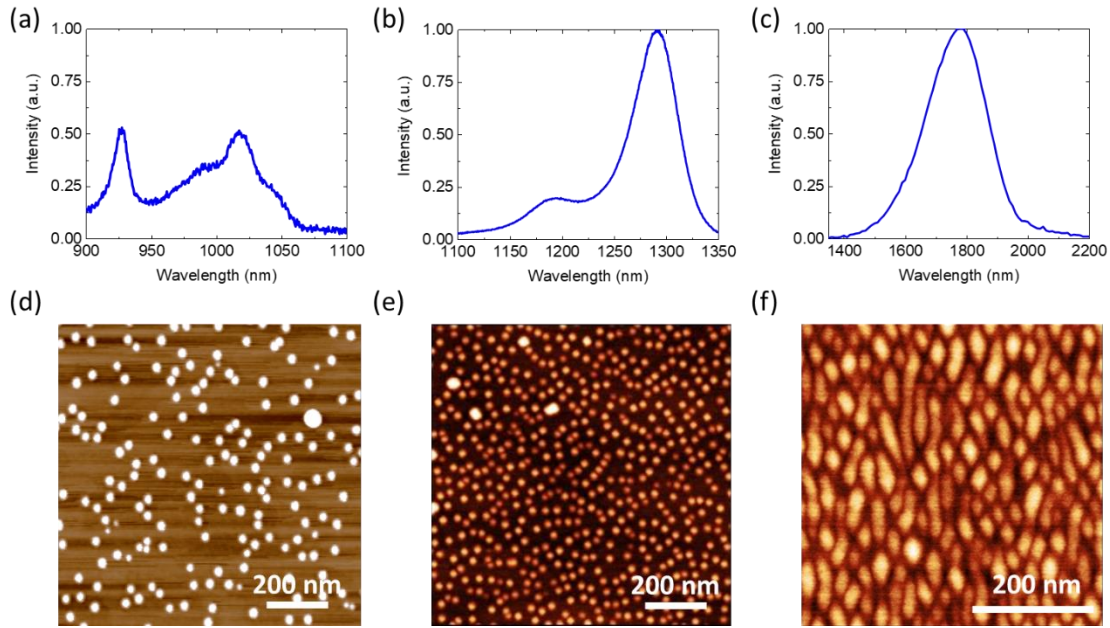 (a)
1.00
0.75
0.50
0.25
0.00
Intensity (a.u.)
900 950 1000 1050 1100
Wavelength (nm)
(b)
1.00
0.75
0.50
0.25
0.00
Intensity (a.u.)
1100 1150 1200 1250 1300 1350
Wavelength (nm)
(c)
1.00
0.75
0.50
0.25
0.00
Intensity (a.u.)
1400 1600 1800 2000 2200
Wavelength (nm)
(d)
200 nm
(e)
200 nm
(f)
200 nm